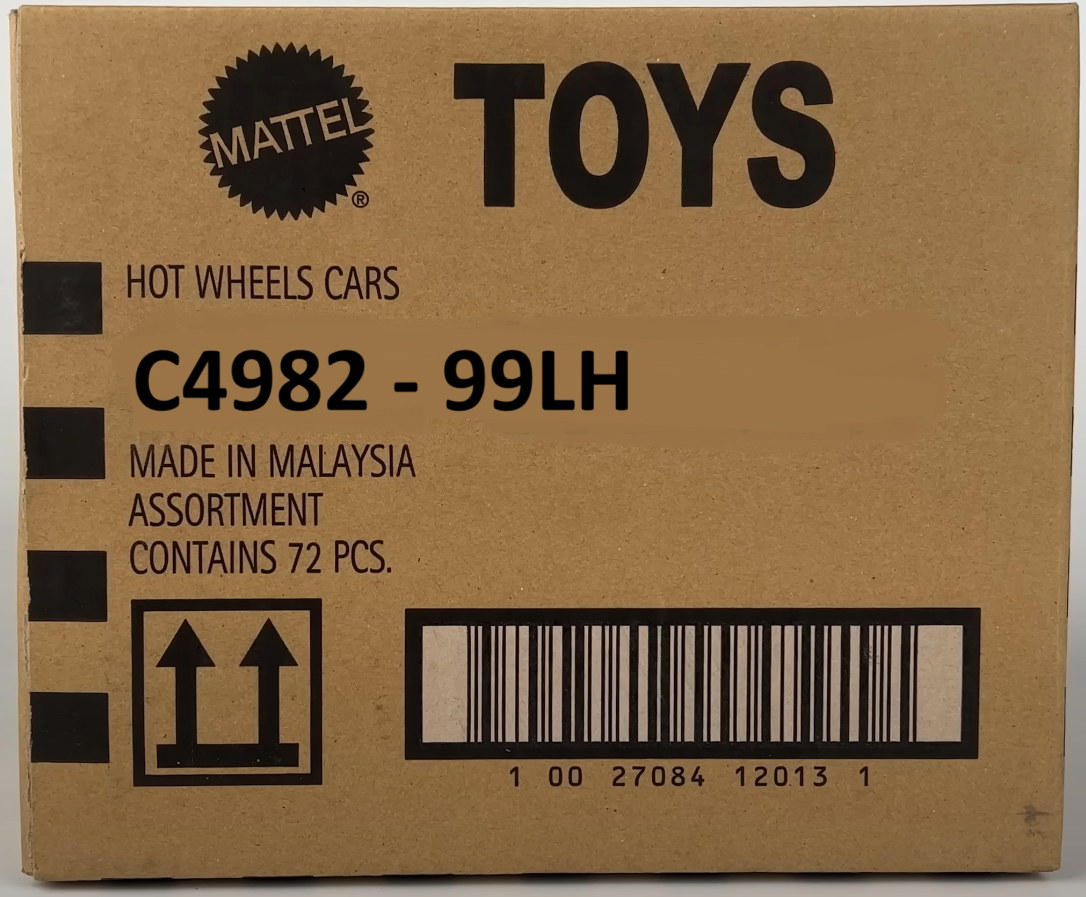 MATTEL
®
TOYS
HOT WHEELS CARS
C4982 - 99LH
MADE IN MALAYSIA
ASSORTMENT
CONTAINS 72 PCS.
1 00 27084 12013 1